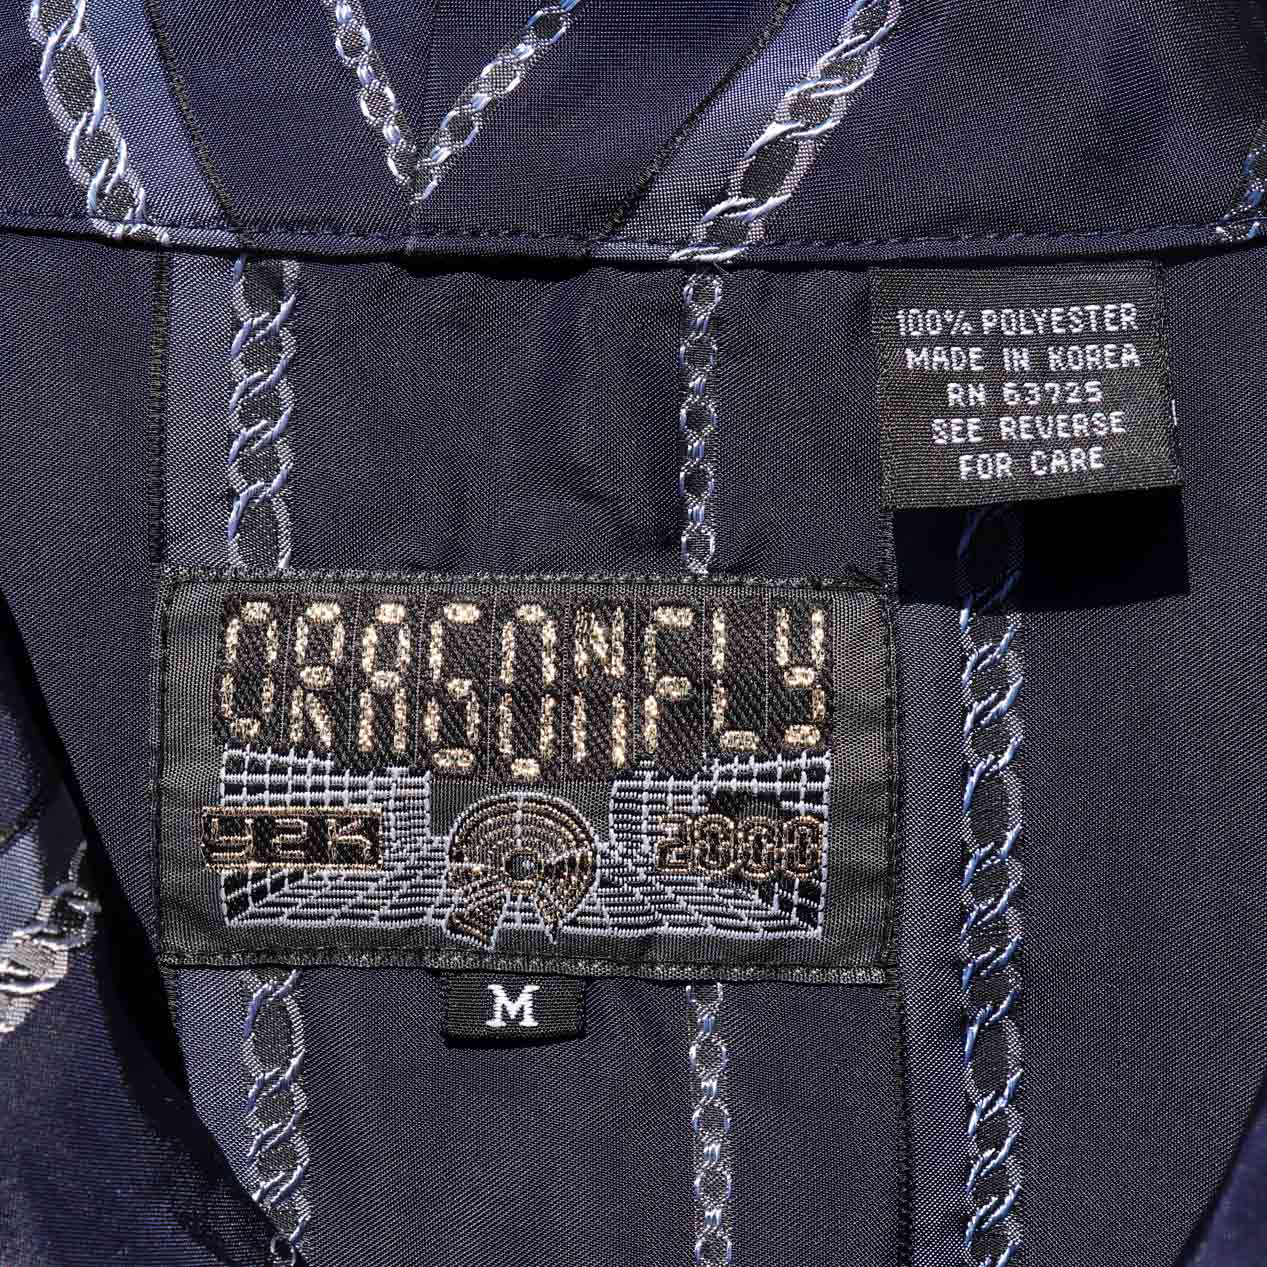 100% POLYESTER
MADE IN KOREA
RN 63725
SEE REVERSE
FOR CARE
DRAGONFLY
Y2K
2000
M